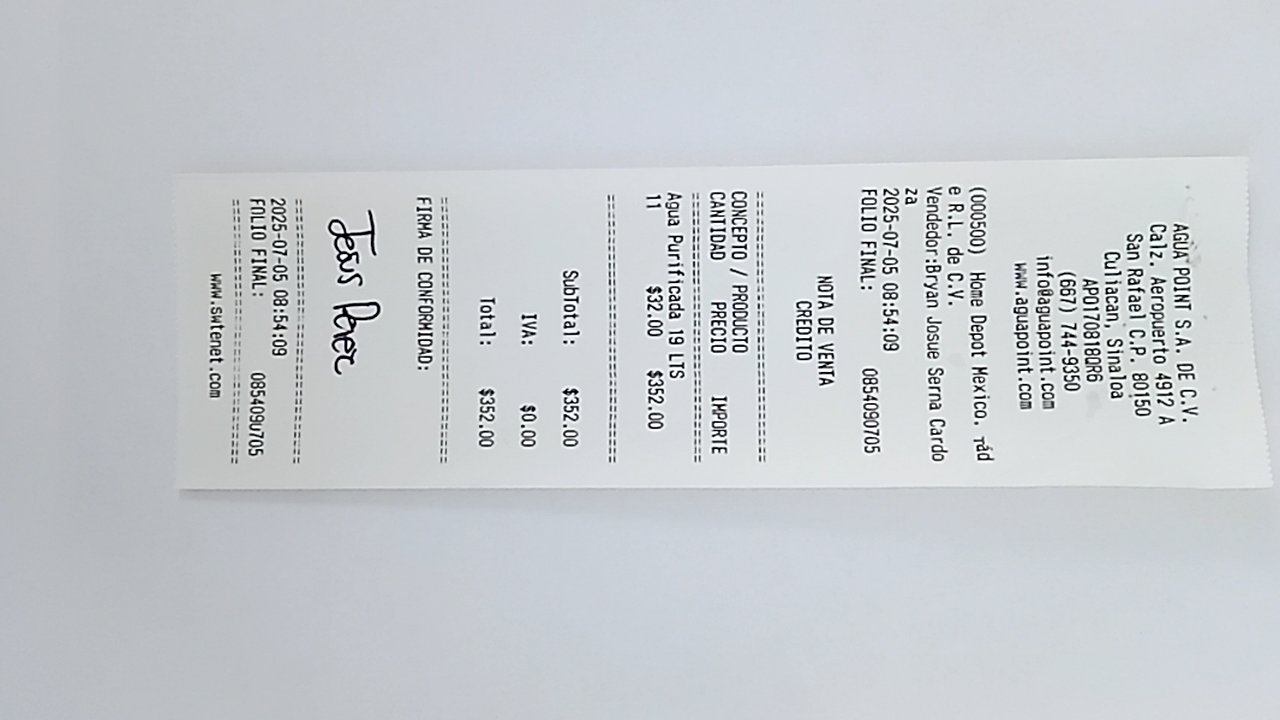 AGUA POINT S.A. DE C.V.
Calz. Aeropuerto 4912 A
San Rafael C.P. 80150
Culiacan, Sinaloa
APO170818QR6
(667) 744-9350
info@aguapoint.com
www.aguapoint.com
(000500) Home Depot Mexico. rád
e R.L. de C.V.
Vendedor:Bryan Josue Serna Cardo
za
2025-07-05 08:54:09
FOLIO FINAL: 0854090705
NOTA DE VENTA
CREDITO
================================
CONCEPTO / PRODUCTO
CANTIDAD PRECIO IMPORTE
================================
Agua Purificada 19 LTS
11 $32.00 $352.00
================================
SubTotal: $352.00
IVA: $0.00
Total: $352.00
================================
FIRMA DE CONFORMIDAD:
Jesus Perez
================================
2025-07-05 08:54:09
FOLIO FINAL: 0854090705
================================
www.swtenet.com